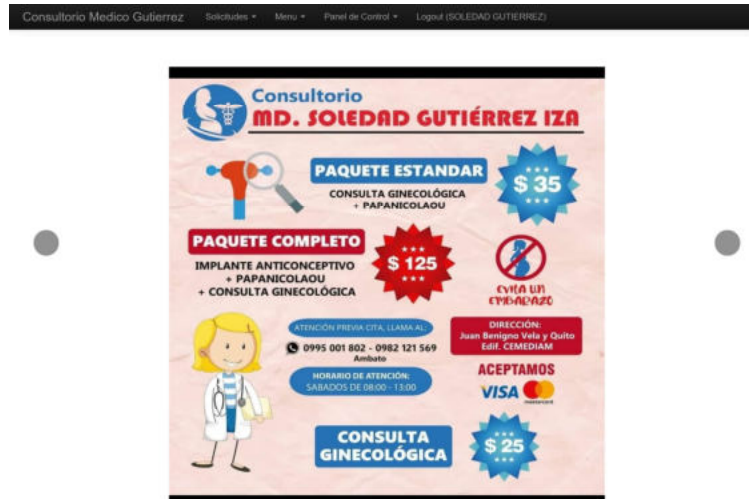 Consultorio Medico Gutierrez Solicitudes Menu Panel de Control Logout (SOLEDAD GUTIERREZ)
Consultorio
MD. SOLEDAD GUTIÉRREZ IZA
PAQUETE ESTANDAR
CONSULTA GINECOLÓGICA
+ PAPANICOLAOU
$ 35
PAQUETE COMPLETO
IMPLANTE ANTICONCEPTIVO
+ PAPANICOLAOU
+ CONSULTA GINECOLÓGICA
$ 125
EVITA UN
EMBARAZO
ATENCIÓN PREVIA CITA, LLAMA AL:
0995 001 802 - 0982 121 569
Ambato
HORARIO DE ATENCIÓN:
SABADOS DE 08:00 - 13:00
DIRECCIÓN:
Juan Benigno Vela y Quito
Edif. CEMEDIAM
ACEPTAMOS
VISA mastercard
CONSULTA
GINECOLÓGICA
$ 25